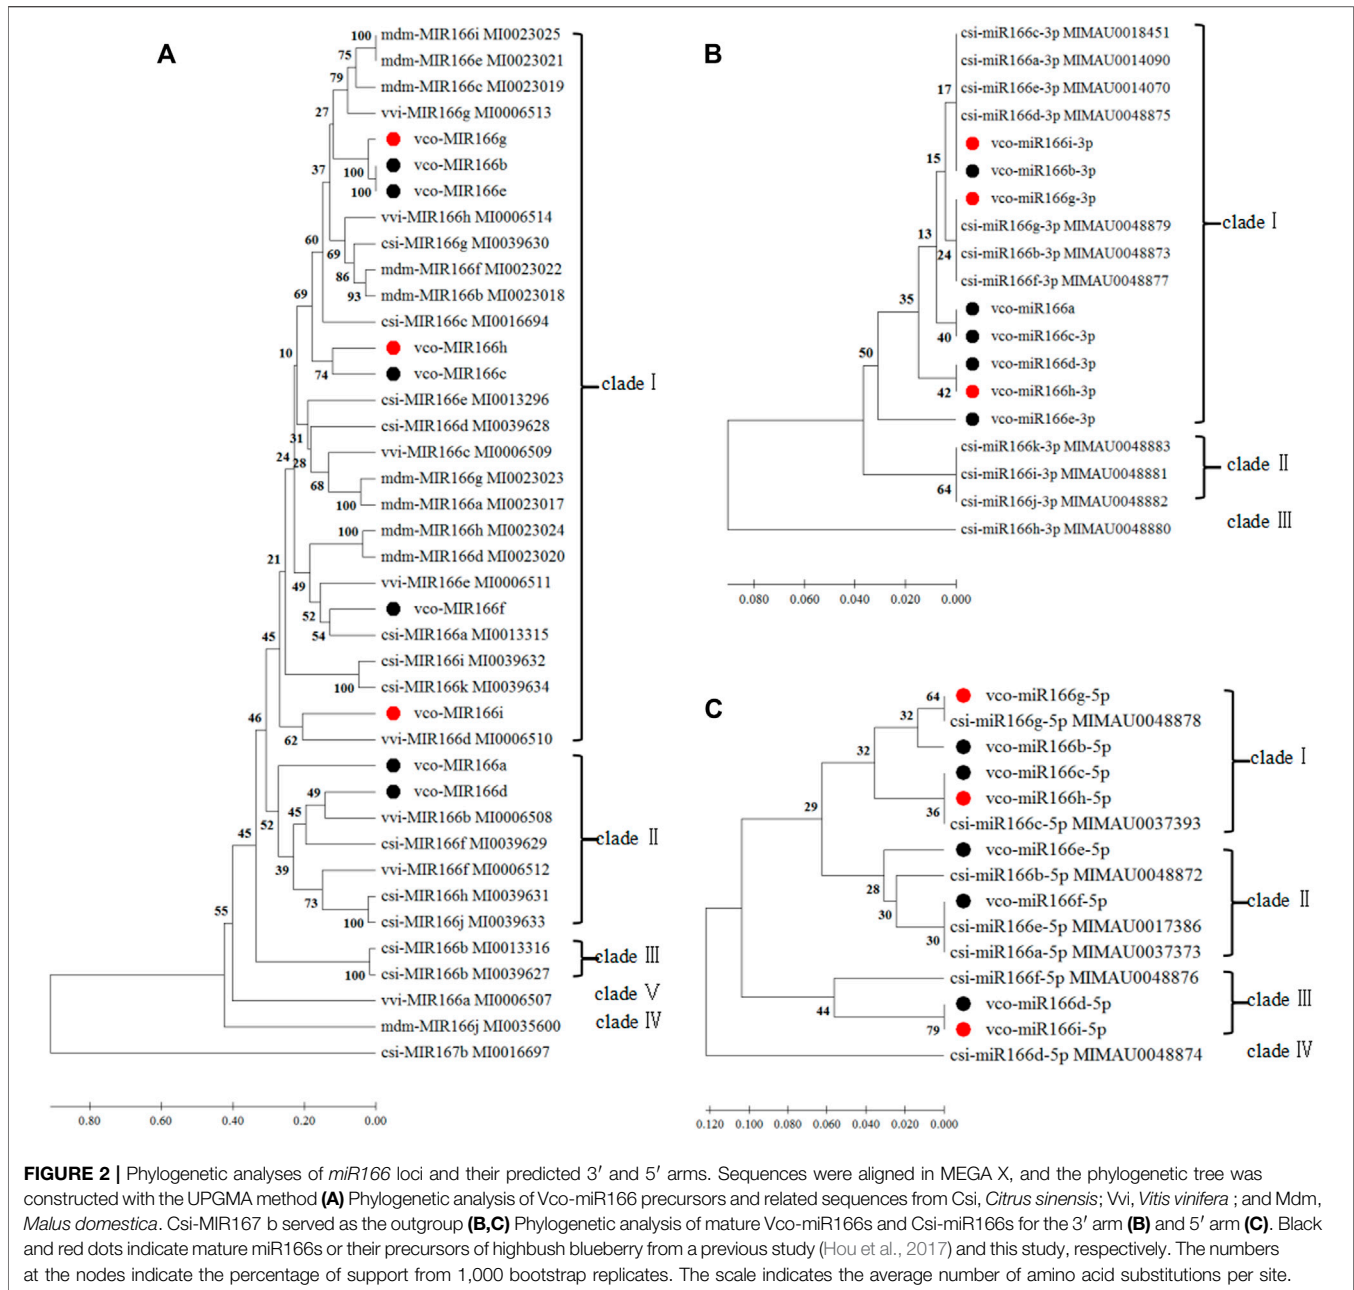 A
100
mdm-MIR166i MI0023025
75
mdm-MIR166e MI0023021
79
mdm-MIR166c MI0023019
27
vvi-MIR166g MI0006513
vco-MIR166g
37
100
vco-MIR166b
100
vco-MIR166e
vvi-MIR166h MI0006514
60
69
csi-MIR166g MI0039630
86
mdm-MIR166f MI0023022
93
mdm-MIR166b MI0023018
69
csi-MIR166c MI0016694
vco-MIR166h
10
74
vco-MIR166c
clade I
csi-MIR166e MI0013296
31
csi-MIR166d MI0039628
24
28
vvi-MIR166c MI0006509
68
mdm-MIR166g MI0023023
100
mdm-MIR166a MI0023017
100
mdm-MIR166h MI0023024
21
mdm-MIR166d MI0023020
49
vvi-MIR166e MI0006511
52
vco-MIR166f
45
54
csi-MIR166a MI0013315
csi-MIR166i MI0039632
100
csi-MIR166k MI0039634
46
vco-MIR166i
62
vvi-MIR166d MI0006510
vco-MIR166a
49
vco-MIR166d
45
52
45
vvi-MIR166b MI0006508
clade II
csi-MIR166f MI0039629
39
vvi-MIR166f MI0006512
73
csi-MIR166h MI0039631
55
100
csi-MIR166j MI0039633
csi-MIR166b MI0013316
clade III
100
csi-MIR166b MI0039627
vvi-MIR166a MI0006507
clade V
mdm-MIR166j MI0035600
clade IV
csi-MIR167b MI0016697
0.80 0.60 0.40 0.20 0.00
B
csi-miR166c-3p MIMAU0018451
csi-miR166a-3p MIMAU0014090
17
csi-miR166e-3p MIMAU0014070
csi-miR166d-3p MIMAU0048875
vco-miR166i-3p
15
vco-miR166b-3p
vco-miR166g-3p
csi-miR166g-3p MIMAU0048879
clade I
13
24
csi-miR166b-3p MIMAU0048873
csi-miR166f-3p MIMAU0048877
35
vco-miR166a
40
vco-miR166c-3p
50
vco-miR166d-3p
42
vco-miR166h-3p
vco-miR166e-3p
csi-miR166k-3p MIMAU0048883
clade II
csi-miR166i-3p MIMAU0048881
64
csi-miR166j-3p MIMAU0048882
clade III
csi-miR166h-3p MIMAU0048880
0.080 0.060 0.040 0.020 0.000
C
64
vco-miR166g-5p
32
csi-miR166g-5p MIMAU0048878
32
vco-miR166b-5p
clade I
vco-miR166c-5p
29
vco-miR166h-5p
36
csi-miR166c-5p MIMAU0037393
vco-miR166e-5p
csi-miR166b-5p MIMAU0048872
28
vco-miR166f-5p
clade II
30
csi-miR166e-5p MIMAU0017386
30
csi-miR166a-5p MIMAU0037373
csi-miR166f-5p MIMAU0048876
clade III
44
vco-miR166d-5p
79
vco-miR166i-5p
csi-miR166d-5p MIMAU0048874
clade IV
0.120 0.100 0.080 0.060 0.040 0.020 0.000
FIGURE 2 | Phylogenetic analyses of miR166 loci and their predicted 3′ and 5′ arms. Sequences were aligned in MEGA X, and the phylogenetic tree was
constructed with the UPGMA method (A) Phylogenetic analysis of Vco-miR166 precursors and related sequences from Csi, Citrus sinensis; Vvi, Vitis vinifera ; and Mdm,
Malus domestica. Csi-MIR167 b served as the outgroup (B,C) Phylogenetic analysis of mature Vco-miR166s and Csi-miR166s for the 3′ arm (B) and 5′ arm (C). Black
and red dots indicate mature miR166s or their precursors of highbush blueberry from a previous study (Hou et al., 2017) and this study, respectively. The numbers
at the nodes indicate the percentage of support from 1,000 bootstrap replicates. The scale indicates the average number of amino acid substitutions per site.